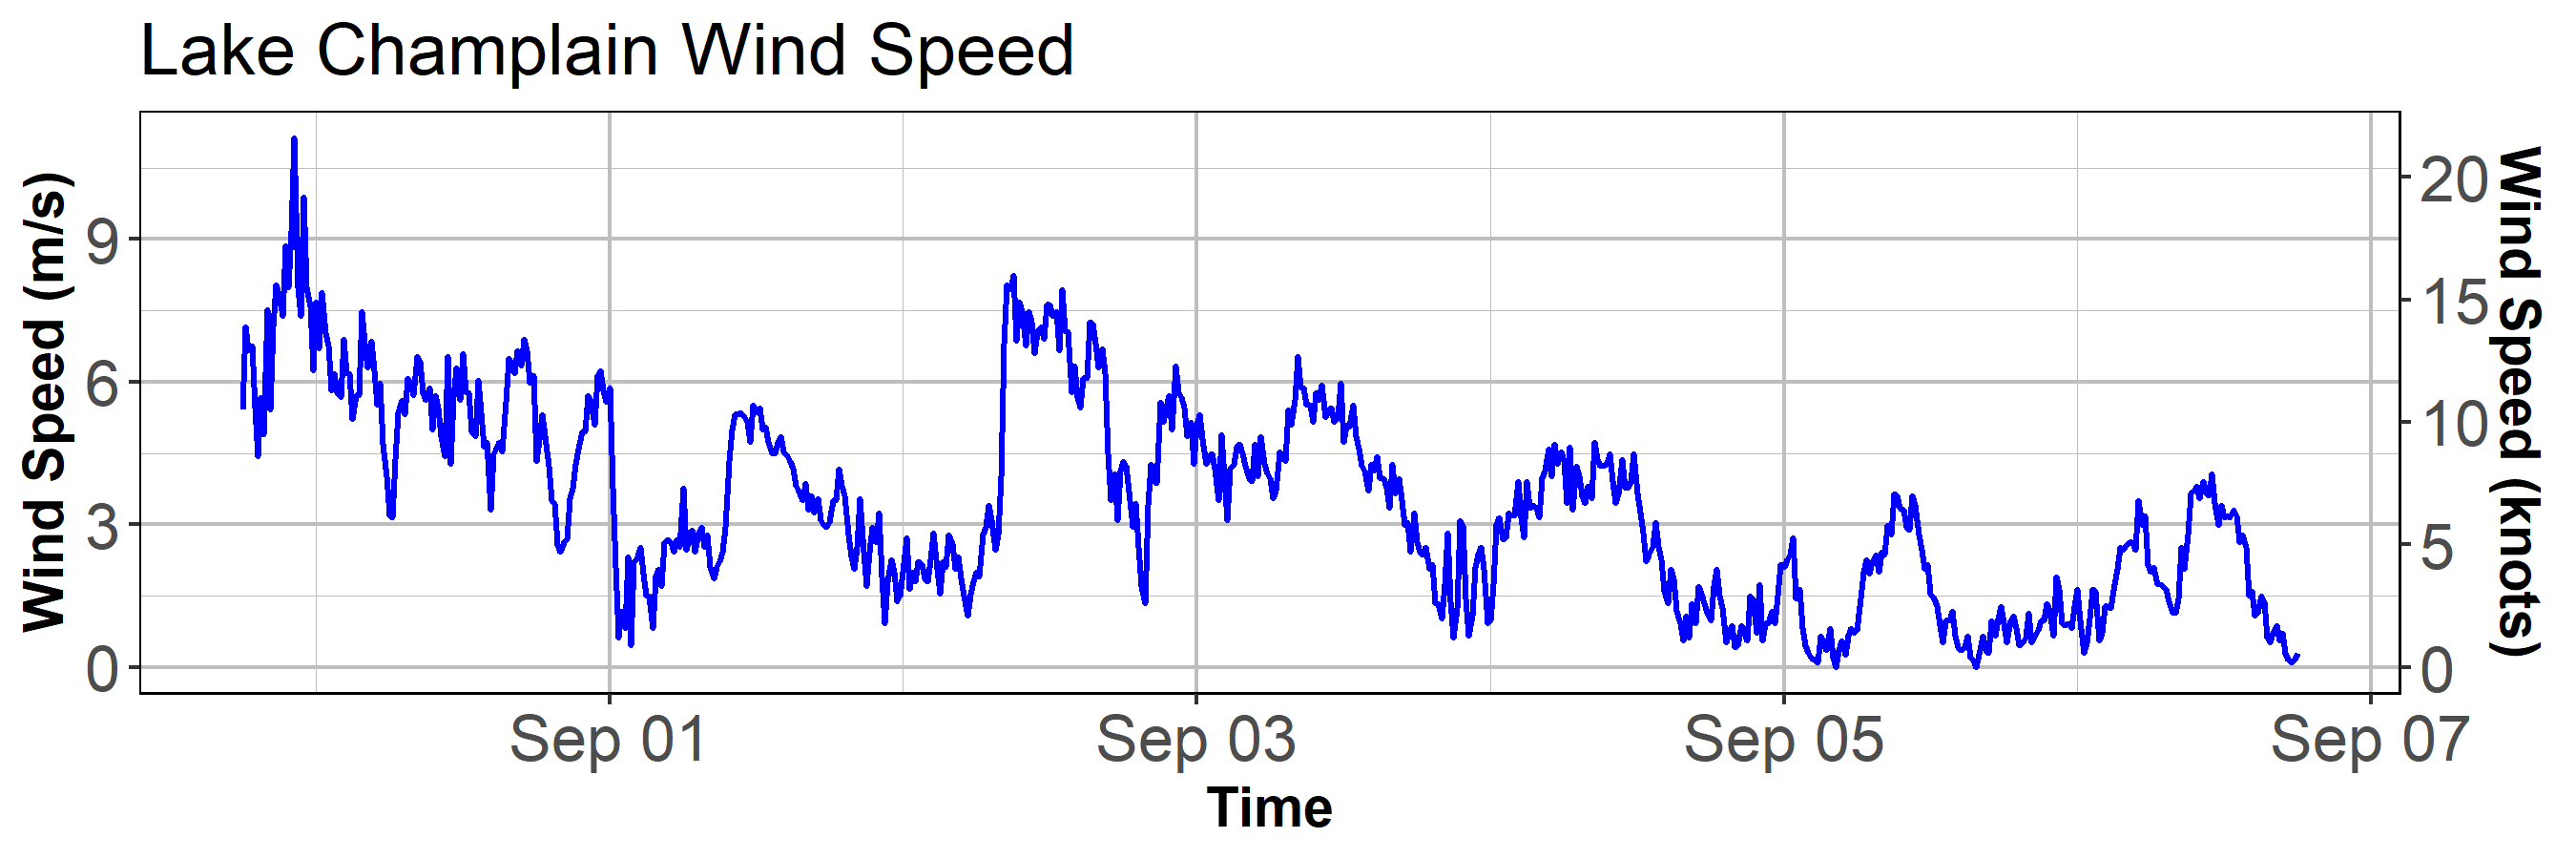 Lake Champlain Wind Speed
Wind Speed (m/s)
9
6
3
0
20
15
10
5
0
Wind Speed (knots)
Sep 01
Sep 03
Sep 05
Sep 07
Time